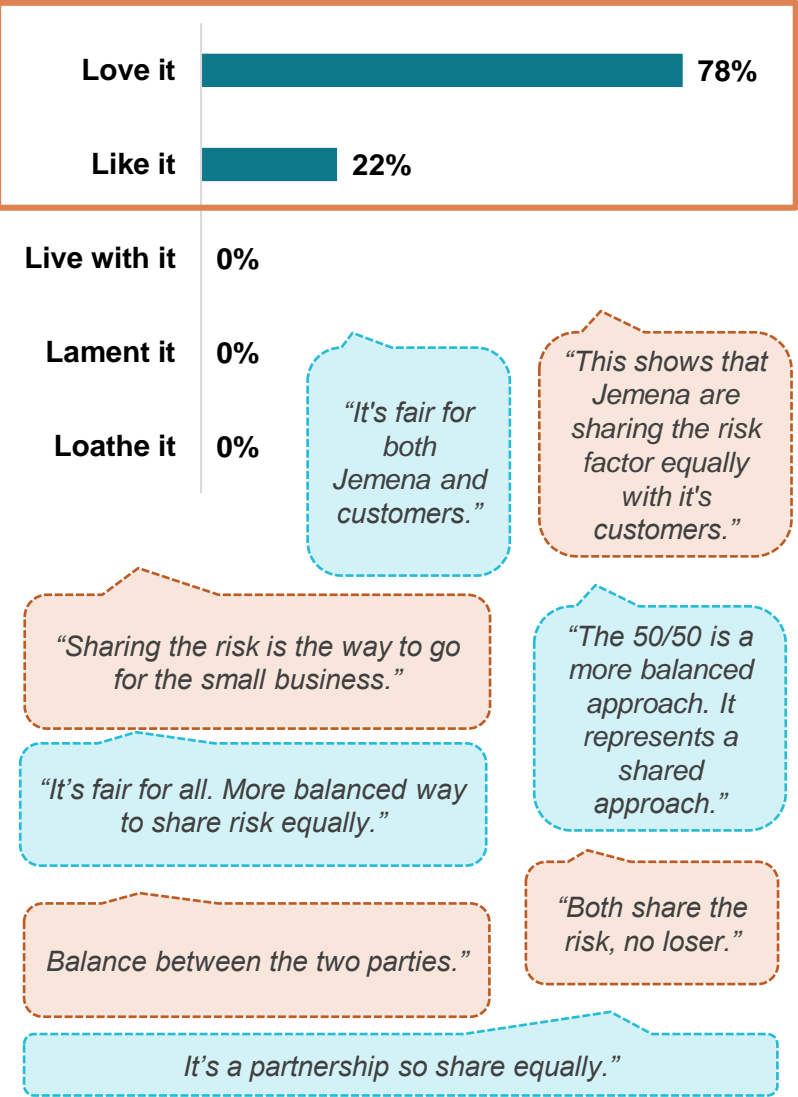 Love it
78%
Like it
22%
Live with it
0%
Lament it
0%
Loathe it
0%
“It's fair for
both
Jemena and
customers.”
“This shows that
Jemena are
sharing the risk
factor equally
with it's
customers.”
“Sharing the risk is the way to go
for the small business.”
“The 50/50 is a
more balanced
approach. It
represents a
shared
approach.”
“It’s fair for all. More balanced way
to share risk equally.”
“Both share the
risk, no loser.”
Balance between the two parties.”
It’s a partnership so share equally.”